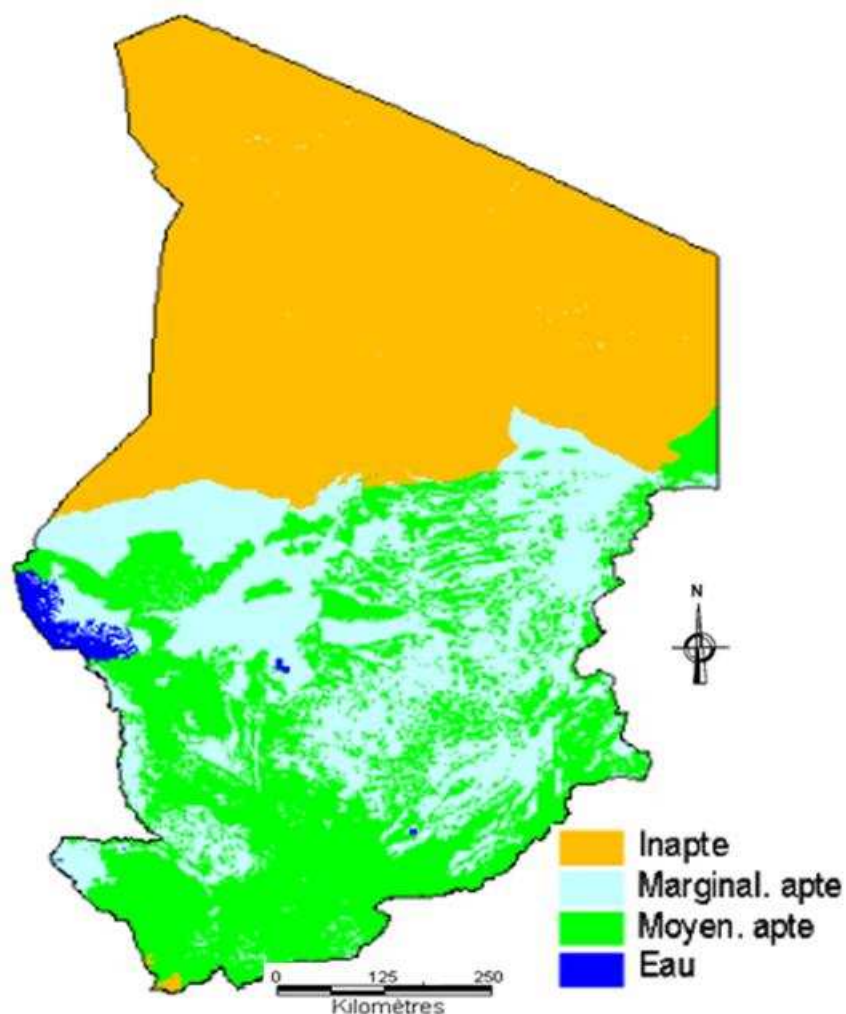 N
Inapte
Marginal. apte
Moyen. apte
Eau
0 125 250
Kilomètres